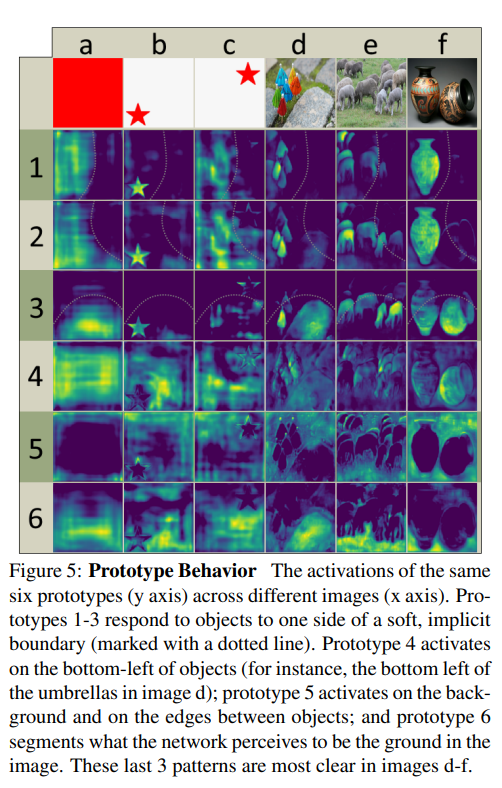 a b c d e f
1
2
3
4
5
6
Figure 5: Prototype Behavior The activations of the same
six prototypes (y axis) across different images (x axis). Pro-
totypes 1-3 respond to objects to one side of a soft, implicit
boundary (marked with a dotted line). Prototype 4 activates
on the bottom-left of objects (for instance, the bottom left of
the umbrellas in image d); prototype 5 activates on the back-
ground and on the edges between objects; and prototype 6
segments what the network perceives to be the ground in the
image. These last 3 patterns are most clear in images d-f.